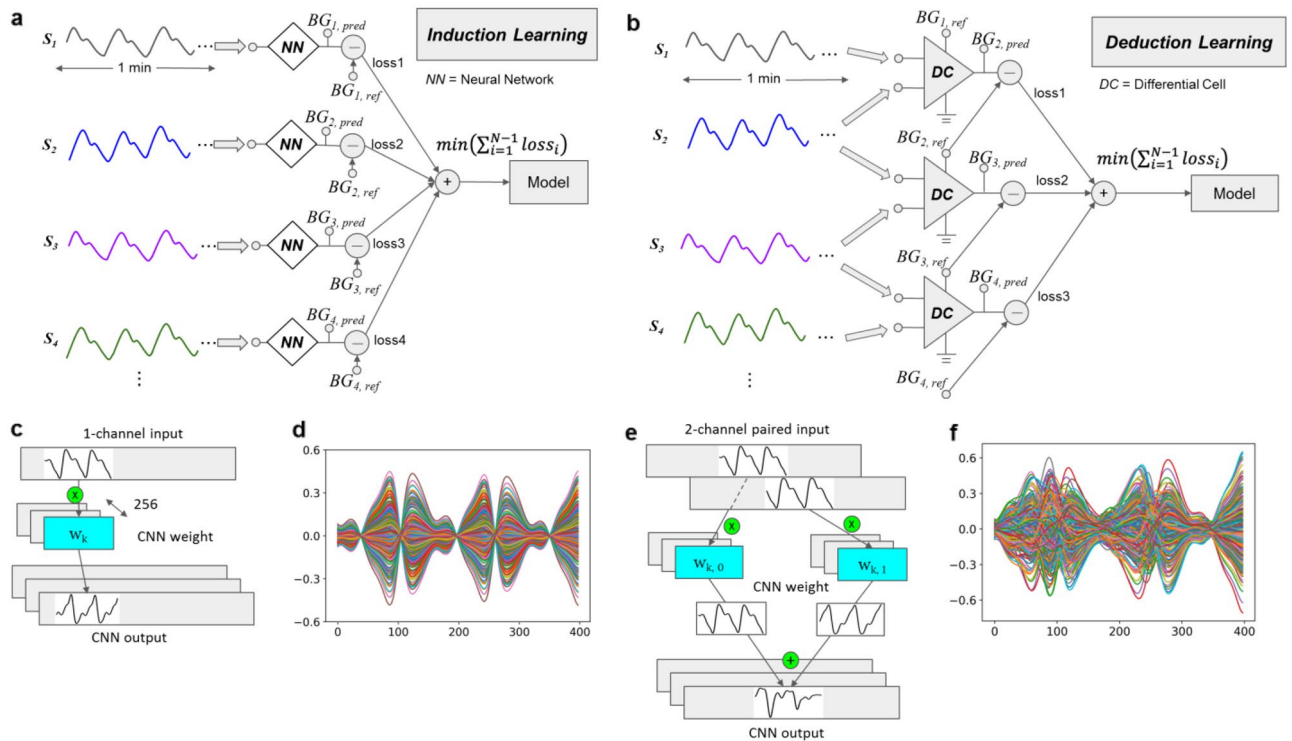 a
Induction Learning
NN = Neural Network
S1
1 min
...
NN
BG1, pred
−
BG1, ref
loss1
S2
...
NN
BG2, pred
−
BG2, ref
loss2
S3
...
NN
BG3, pred
−
BG3, ref
loss3
S4
...
NN
BG4, pred
−
BG4, ref
loss4
⋮
+
min(∑_{i=1}^{N-1} loss_i)
Model
b
Deduction Learning
DC = Differential Cell
S1
1 min
...
BG1, ref
DC
BG2, pred
−
loss1
S2
...
BG2, ref
DC
BG3, pred
−
loss2
S3
...
BG3, ref
DC
BG4, pred
−
loss3
S4
...
BG4, ref
⋮
+
min(∑_{i=1}^{N-1} loss_i)
Model
c
1-channel input
x
256
wk
CNN weight
CNN output
d
0.6
0.3
0.0
−0.3
−0.6
0 100 200 300 400
e
2-channel paired input
x
x
wk, 0
wk, 1
CNN weight
+
CNN output
f
0.6
0.3
0.0
−0.3
−0.6
0 100 200 300 400